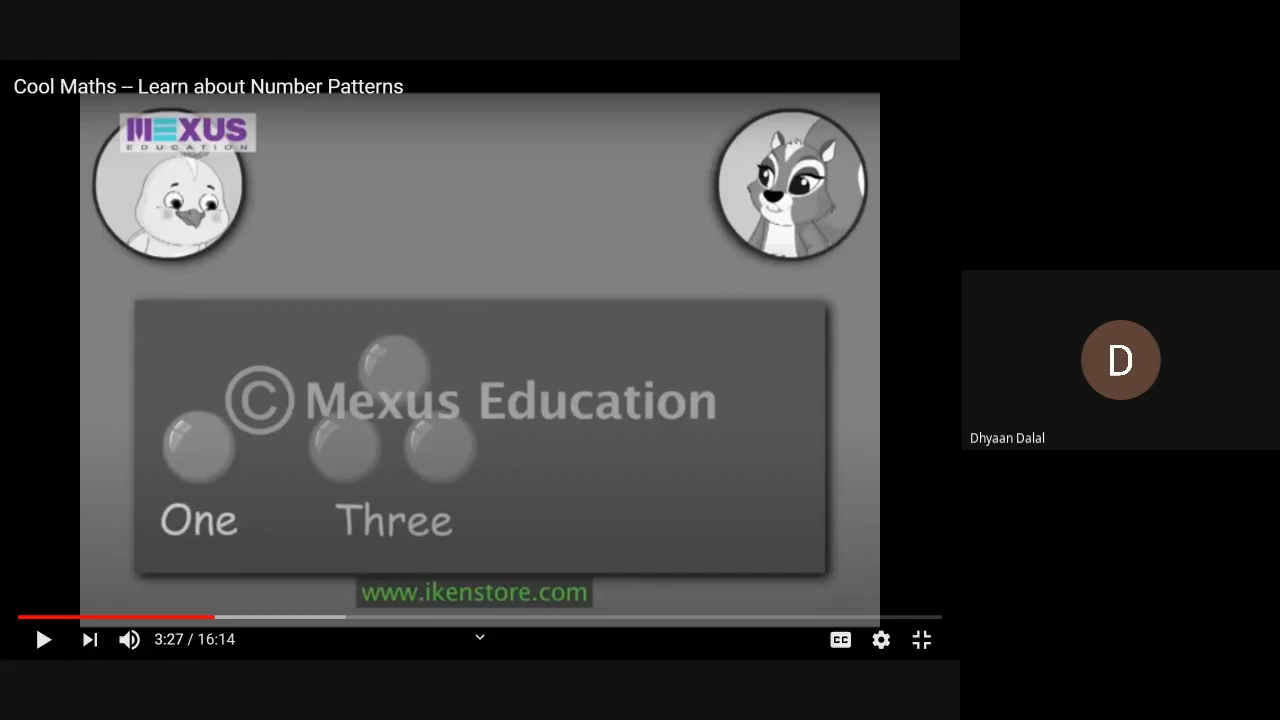 Cool Maths -- Learn about Number Patterns
MEXUS
EDUCATION
© Mexus Education
One Three
www.ikenstore.com
3:27 / 16:14
CC
D
Dhyaan Dalal